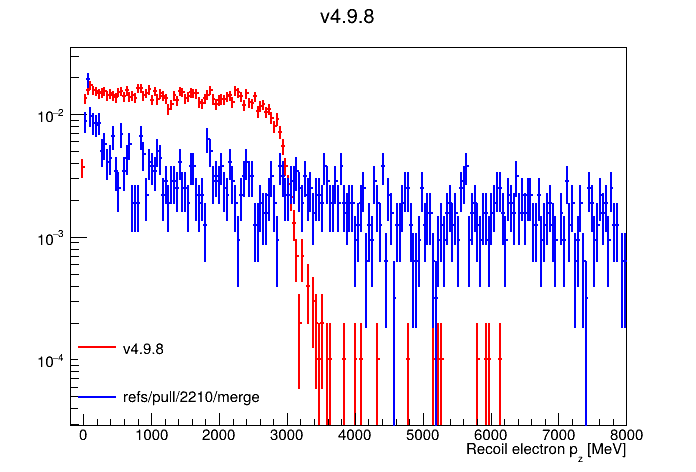 v4.9.8
10⁻²
10⁻³
10⁻⁴
v4.9.8
refs/pull/2210/merge
0 1000 2000 3000 4000 5000 6000 7000 8000
Recoil electron p_z [MeV]